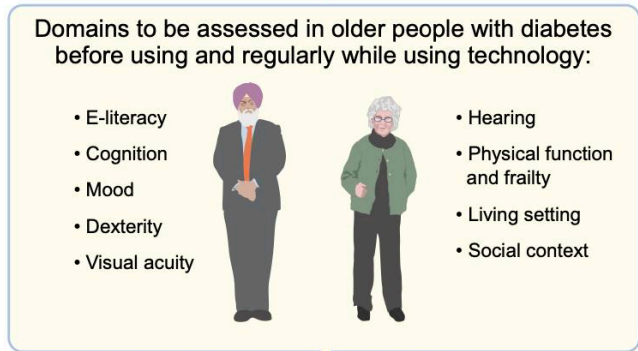 Domains to be assessed in older people with diabetes
before using and regularly while using technology:
• E-literacy
• Cognition
• Mood
• Dexterity
• Visual acuity
• Hearing
• Physical function
and frailty
• Living setting
• Social context